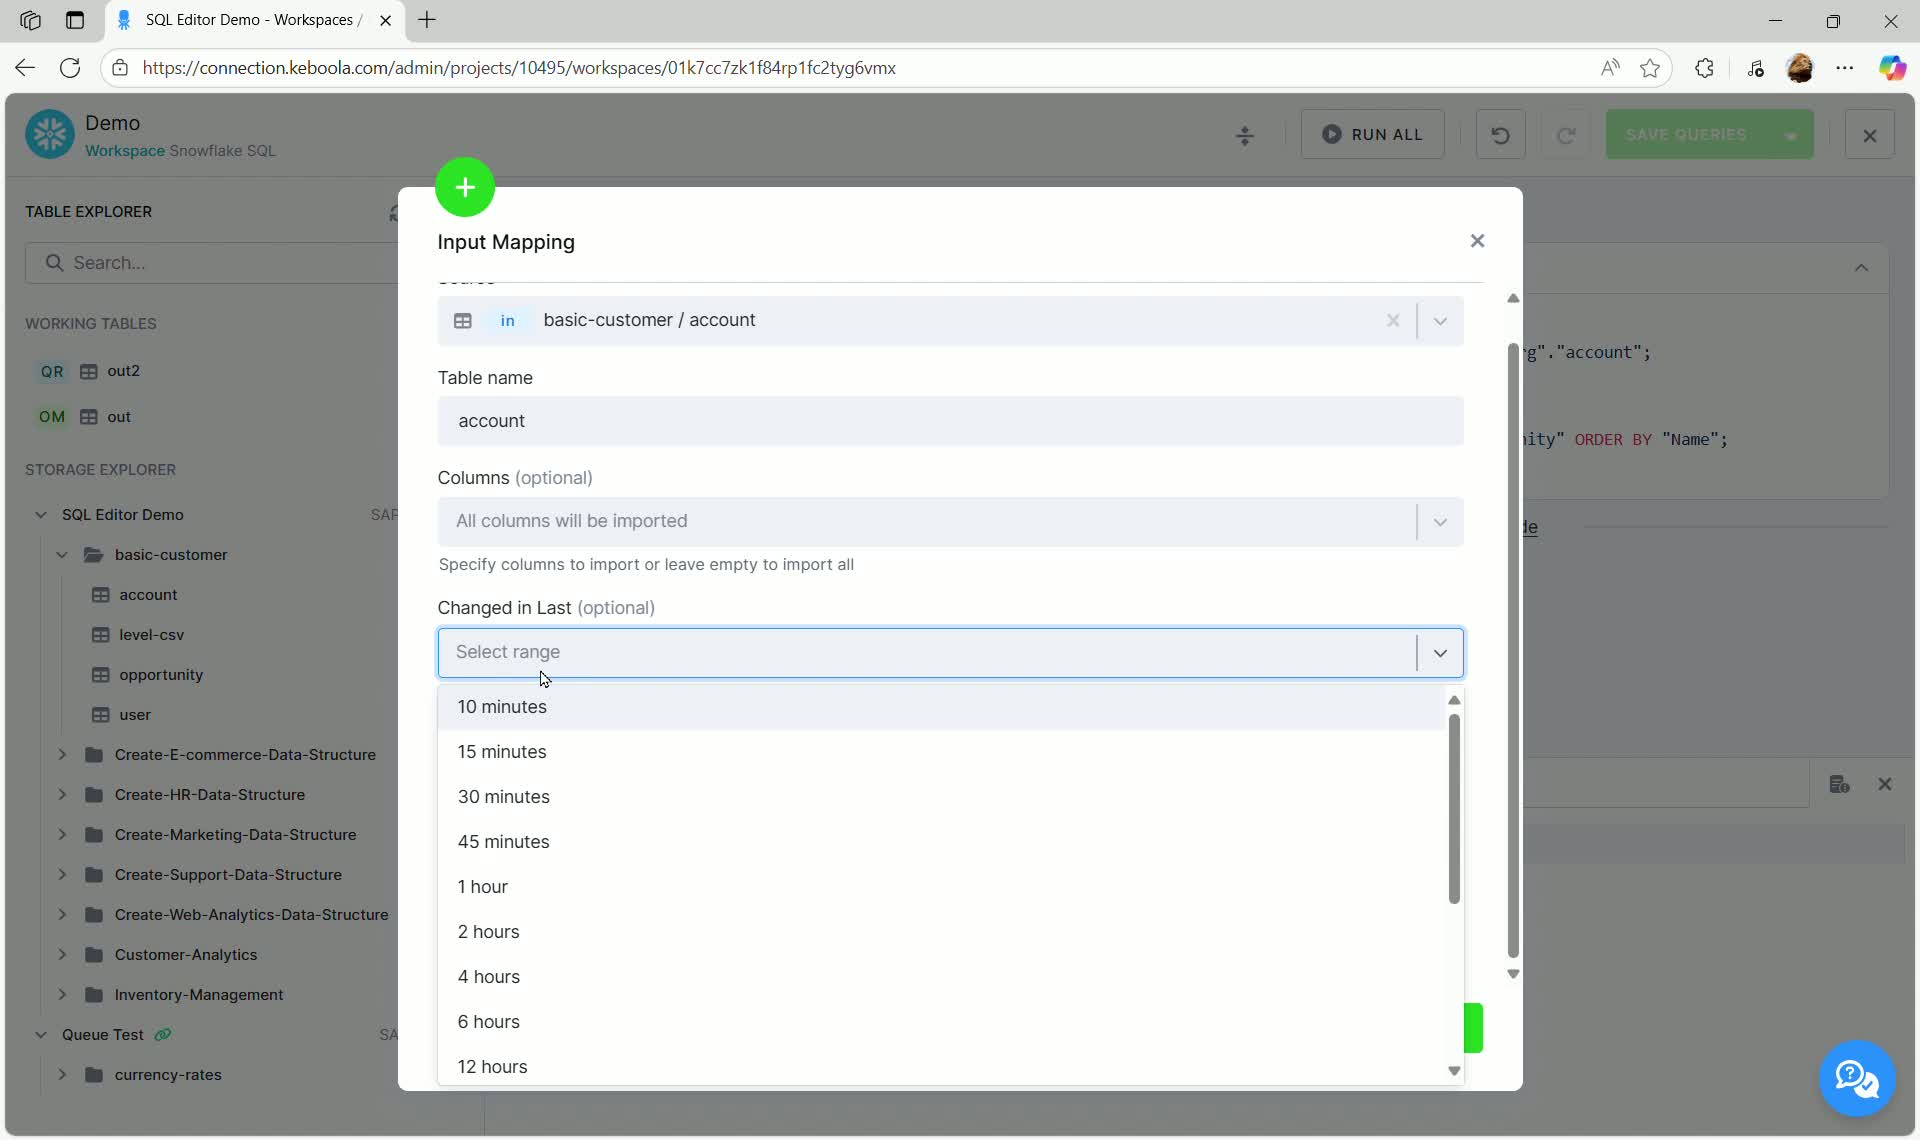 SQL Editor Demo - Workspaces /
https://connection.keboola.com/admin/projects/10495/workspaces/01k7cc7zk1f84rp1fc2tyg6vmx
Demo
Workspace Snowflake SQL
RUN ALL
SAVE QUERIES
TABLE EXPLORER
Search...
WORKING TABLES
QR out2
OM out
STORAGE EXPLORER
SQL Editor Demo
basic-customer
account
level-csv
opportunity
user
Create-E-commerce-Data-Structure
Create-HR-Data-Structure
Create-Marketing-Data-Structure
Create-Support-Data-Structure
Create-Web-Analytics-Data-Structure
Customer-Analytics
Inventory-Management
Queue Test
currency-rates
Input Mapping
in basic-customer / account
Table name
account
Columns (optional)
All columns will be imported
Specify columns to import or leave empty to import all
Changed in Last (optional)
Select range
10 minutes
15 minutes
30 minutes
45 minutes
1 hour
2 hours
4 hours
6 hours
12 hours
"."account";
" ORDER BY "Name";